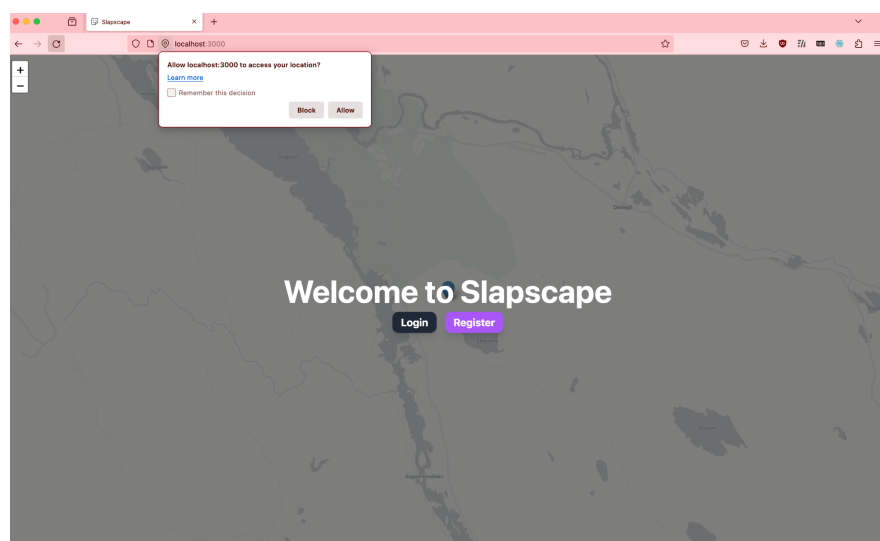 Slapscape
localhost:3000
Allow localhost:3000 to access your location?
Learn more
Remember this decision
Block
Allow
+
−
Welcome to Slapscape
Login
Register